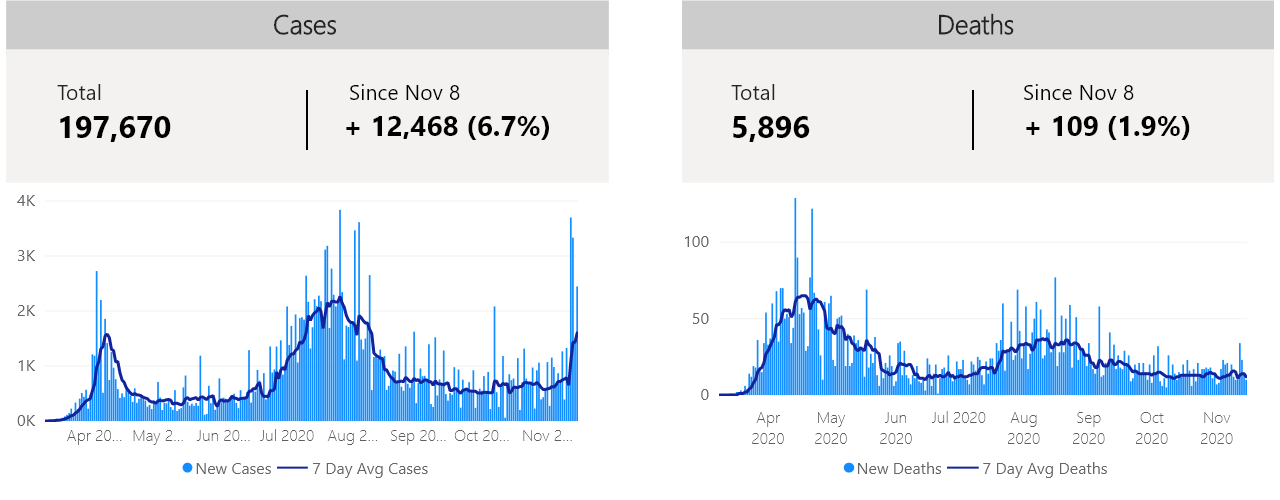 Cases
Total
197,670
Since Nov 8
+ 12,468 (6.7%)
4K
3K
2K
1K
0K
Apr 20... May 2... Jun 20... Jul 2020 Aug 2... Sep 20... Oct 20... Nov 2...
New Cases 7 Day Avg Cases
Deaths
Total
5,896
Since Nov 8
+ 109 (1.9%)
100
50
0
Apr May Jun Jul 2020 Aug Sep Oct Nov
2020 2020 2020 2020 2020 2020 2020
New Deaths 7 Day Avg Deaths